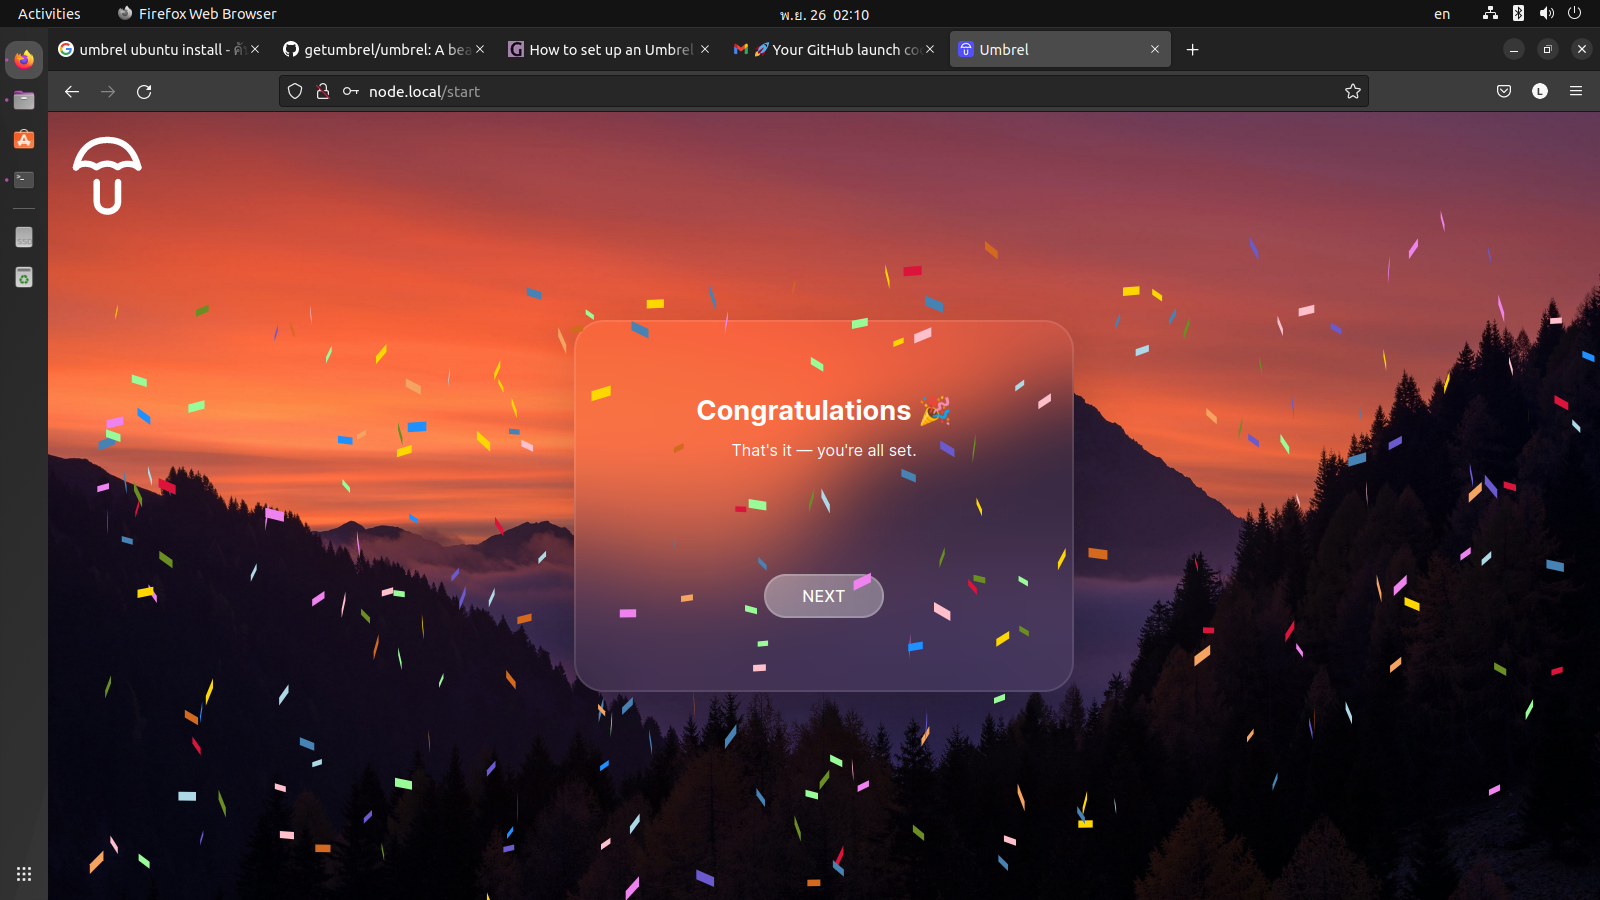 Activities
Firefox Web Browser
พ.ย. 26 02:10
en
umbrel ubuntu install - ค้
getumbrel/umbrel: A bea
How to set up an Umbrel
🚀 Your GitHub launch co
Umbrel
node.local/start
L
Congratulations 🎉
That's it — you're all set.
NEXT